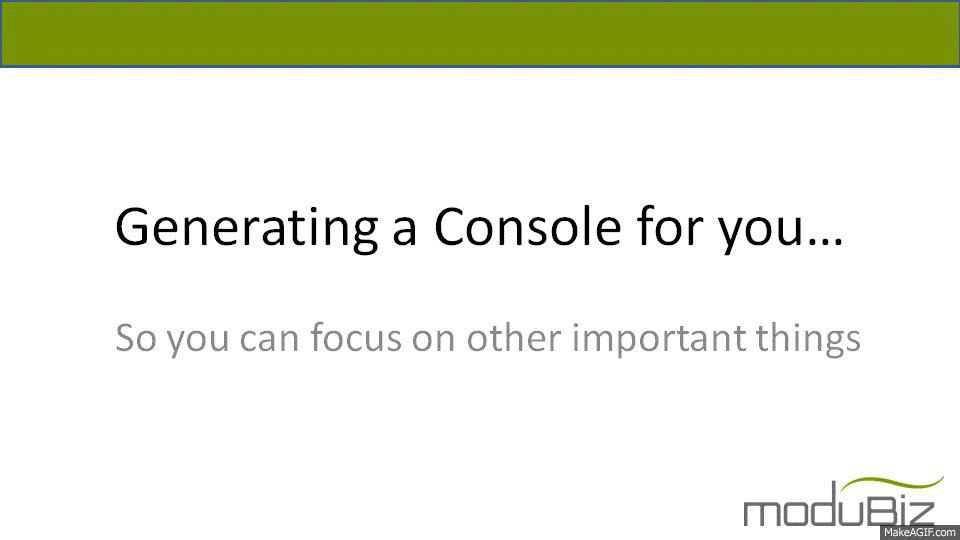 Generating a Console for you...
So you can focus on other important things
moduBiz
MakeAGIF.com